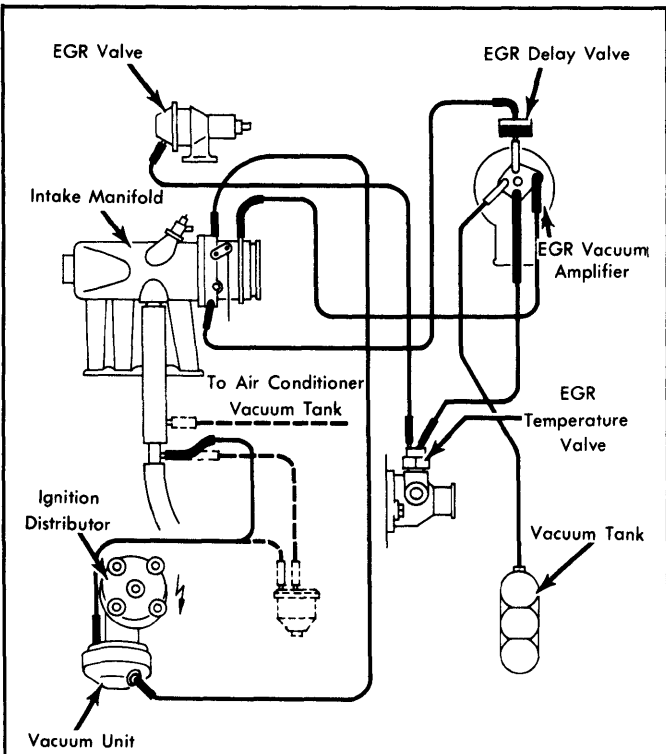 EGR Valve
EGR Delay Valve
Intake Manifold
EGR Vacuum
Amplifier
To Air Conditioner
Vacuum Tank
EGR
Temperature
Valve
Ignition
Distributor
Vacuum Tank
Vacuum Unit